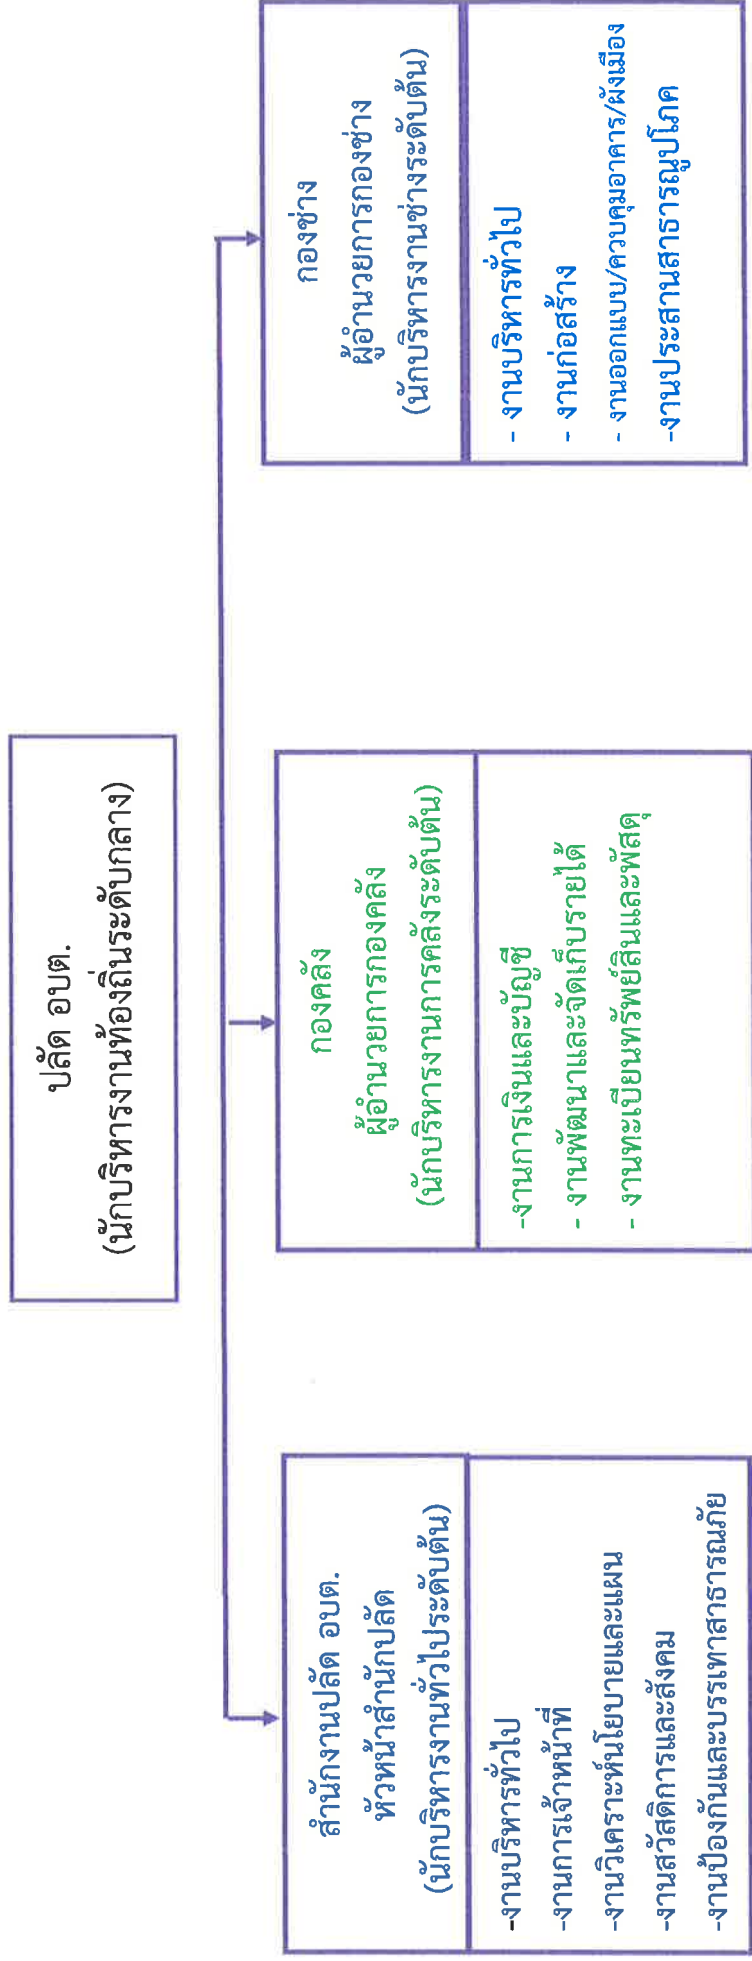 ปลัด อบต.
(นักบริหารงานท้องถิ่นระดับกลาง)
สำนักงานปลัด อบต.
หัวหน้าสำนักปลัด
(นักบริหารงานทั่วไประดับต้น)
-งานบริหารทั่วไป
-งานการเจ้าหน้าที่
-งานวิเคราะห์นโยบายและแผน
-งานสวัสดิการและสังคม
-งานป้องกันและบรรเทาสาธารณภัย
กองคลัง
ผู้อำนวยการกองคลัง
(นักบริหารงานการคลังระดับต้น)
-งานการเงินและบัญชี
- งานพัฒนาและจัดเก็บรายได้
- งานทะเบียนทรัพย์สินและพัสดุ
กองช่าง
ผู้อำนวยการกองช่าง
(นักบริหารงานช่างระดับต้น)
- งานบริหารทั่วไป
- งานก่อสร้าง
- งานออกแบบ/ควบคุมอาคาร/ผังเมือง
-งานประสานสาธารณูปโภค